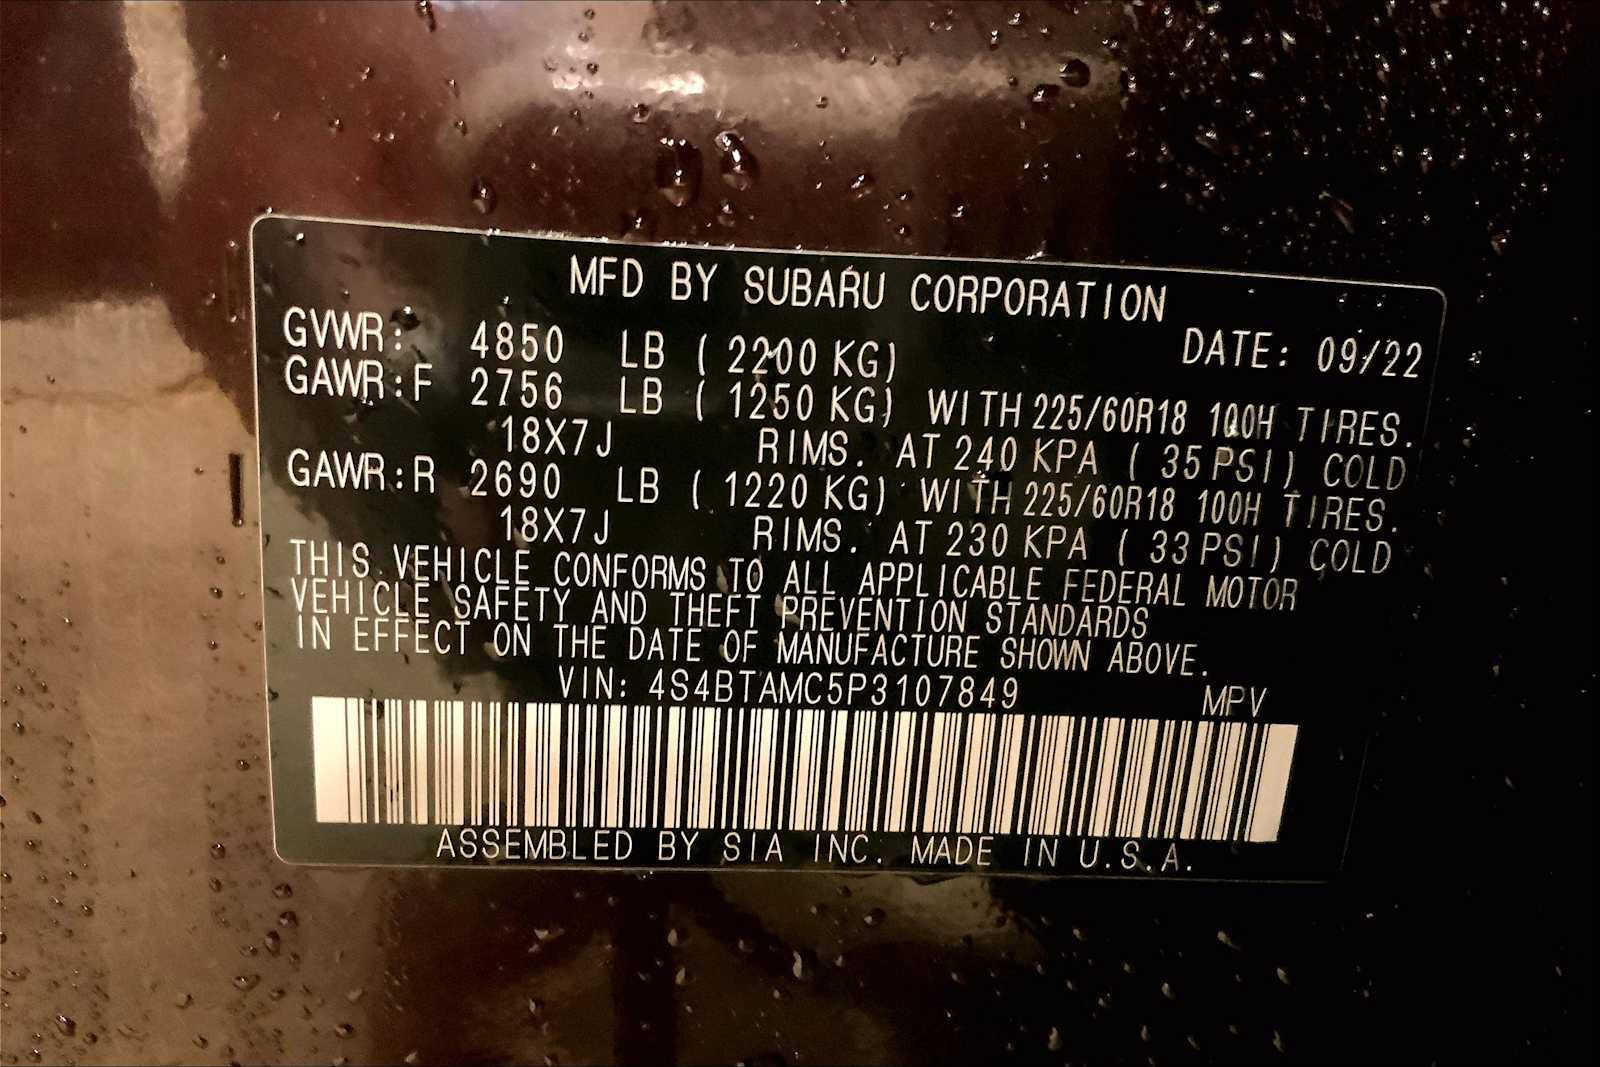 MFD BY SUBARU CORPORATION
GVWR: 4850 LB ( 2200 KG) DATE: 09/22
GAWR:F 2756 LB ( 1250 KG) WITH 225/60R18 100H TIRES.
18X7J RIMS. AT 240 KPA ( 35 PSI) COLD
GAWR:R 2690 LB ( 1220 KG) WITH 225/60R18 100H TIRES.
18X7J RIMS. AT 230 KPA ( 33 PSI) COLD
THIS VEHICLE CONFORMS TO ALL APPLICABLE FEDERAL MOTOR
VEHICLE SAFETY AND THEFT PREVENTION STANDARDS
IN EFFECT ON THE DATE OF MANUFACTURE SHOWN ABOVE.
VIN: 4S4BTAMC5P3107849 MPV
ASSEMBLED BY SIA INC. MADE IN U.S.A.